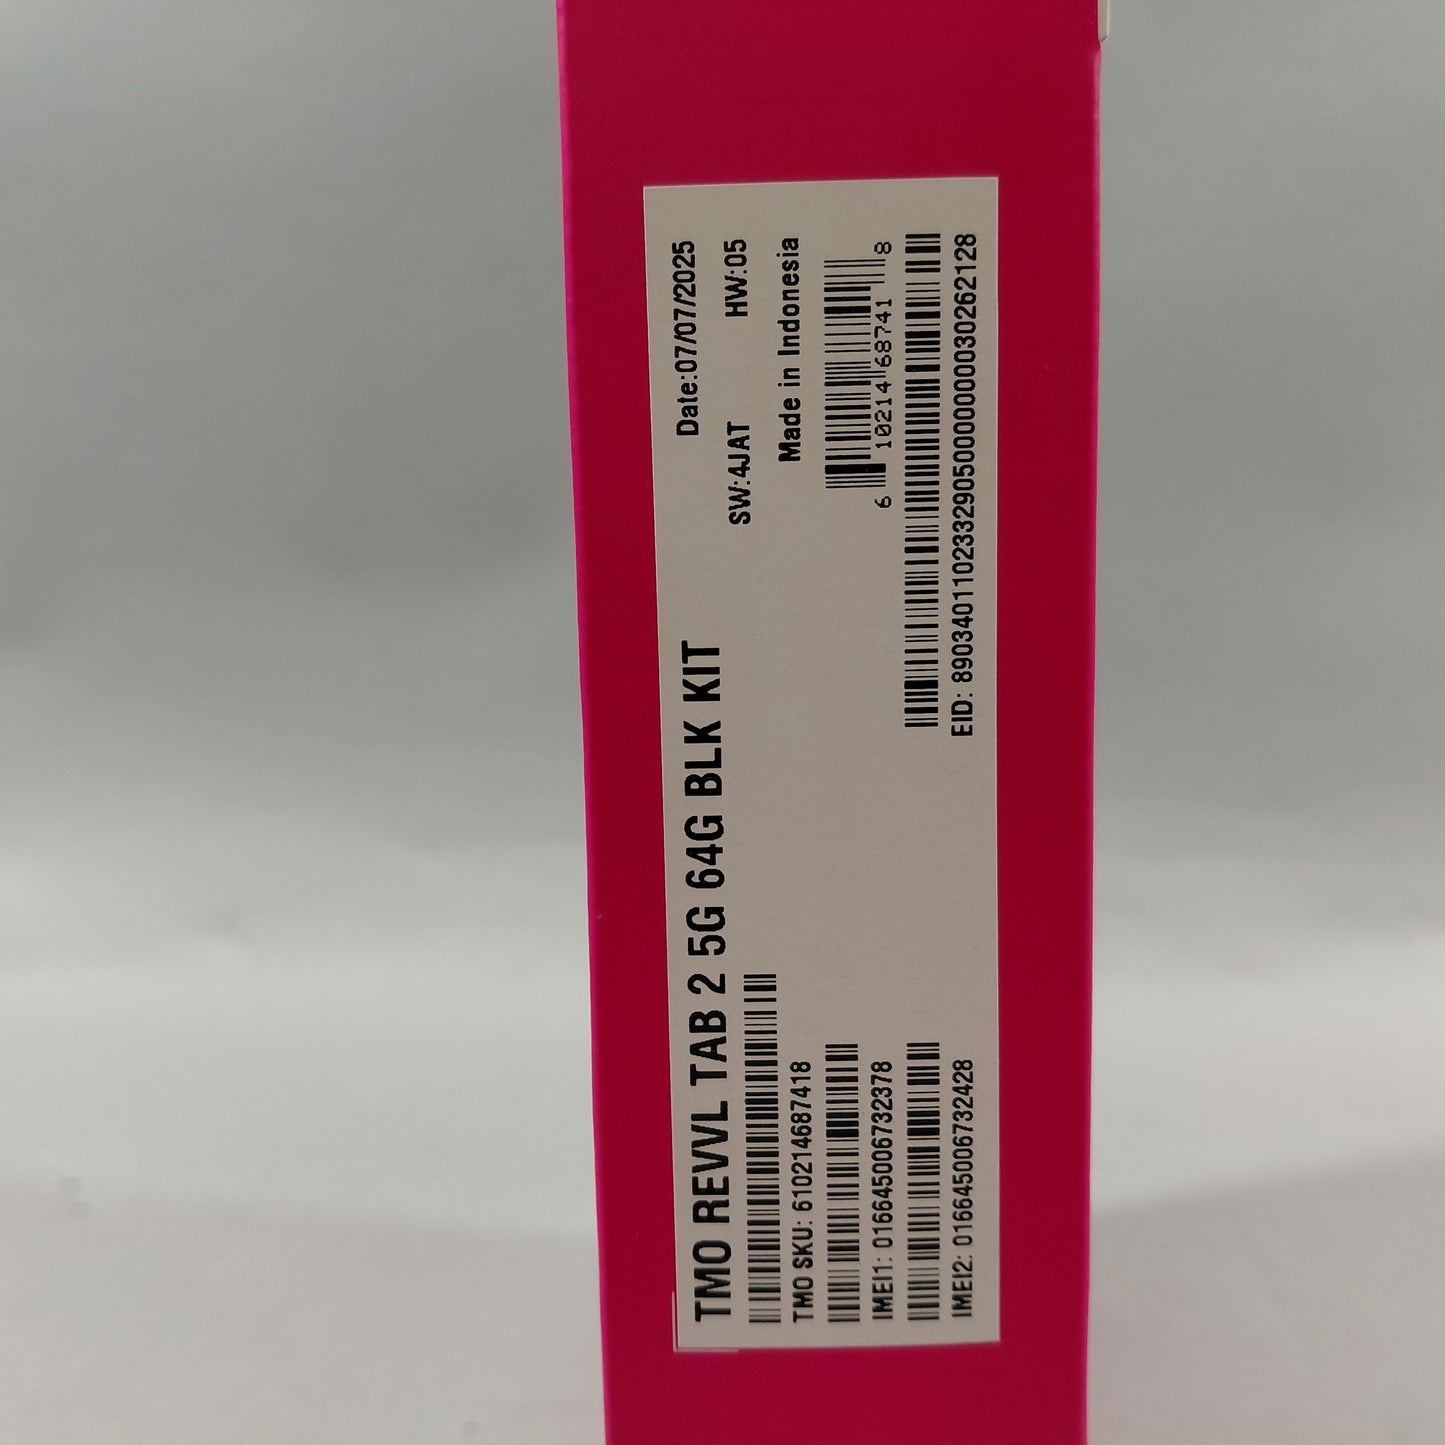 TMO REVVL TAB 2 5G 64G BLK KIT
TMO SKU: 610214687418
IMEI1: 016645006732378
IMEI2: 016645006732428
Date:07/07/2025
SW:4JAT HW:05
Made in Indonesia
6 10214 68741 8
EID: 89034011023329050000000030262128